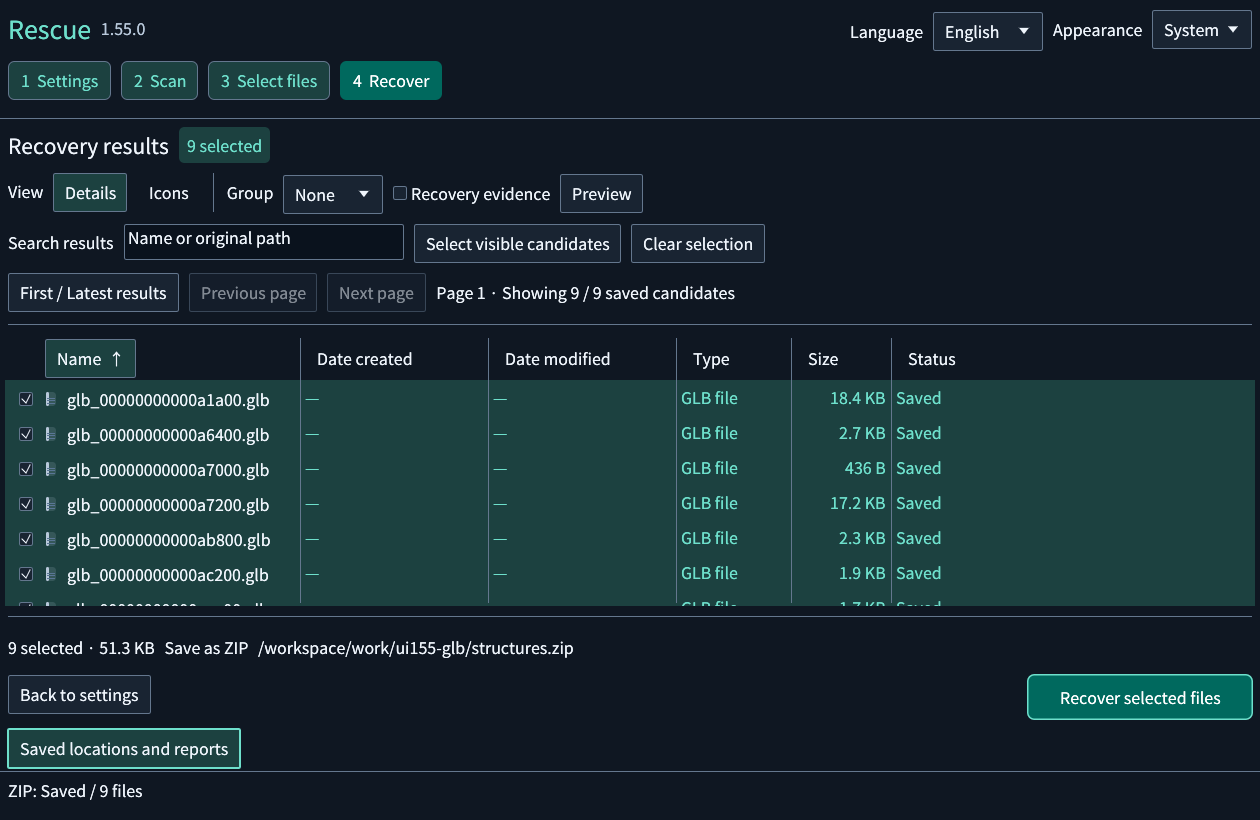 Rescue 1.55.0 Language English Appearance System
1 Settings 2 Scan 3 Select files 4 Recover
Recovery results 9 selected
View Details Icons Group None Recovery evidence Preview
Search results Name or original path Select visible candidates Clear selection
First / Latest results Previous page Next page Page 1 · Showing 9 / 9 saved candidates
Name ↑ Date created Date modified Type Size Status
glb_00000000000a1a00.glb — — GLB file 18.4 KB Saved
glb_00000000000a6400.glb — — GLB file 2.7 KB Saved
glb_00000000000a7000.glb — — GLB file 436 B Saved
glb_00000000000a7200.glb — — GLB file 17.2 KB Saved
glb_00000000000ab800.glb — — GLB file 2.3 KB Saved
glb_00000000000ac200.glb — — GLB file 1.9 KB Saved
GLB file 1.7 KB Saved
9 selected · 51.3 KB Save as ZIP /workspace/work/ui155-glb/structures.zip
Back to settings Recover selected files
Saved locations and reports
ZIP: Saved / 9 files